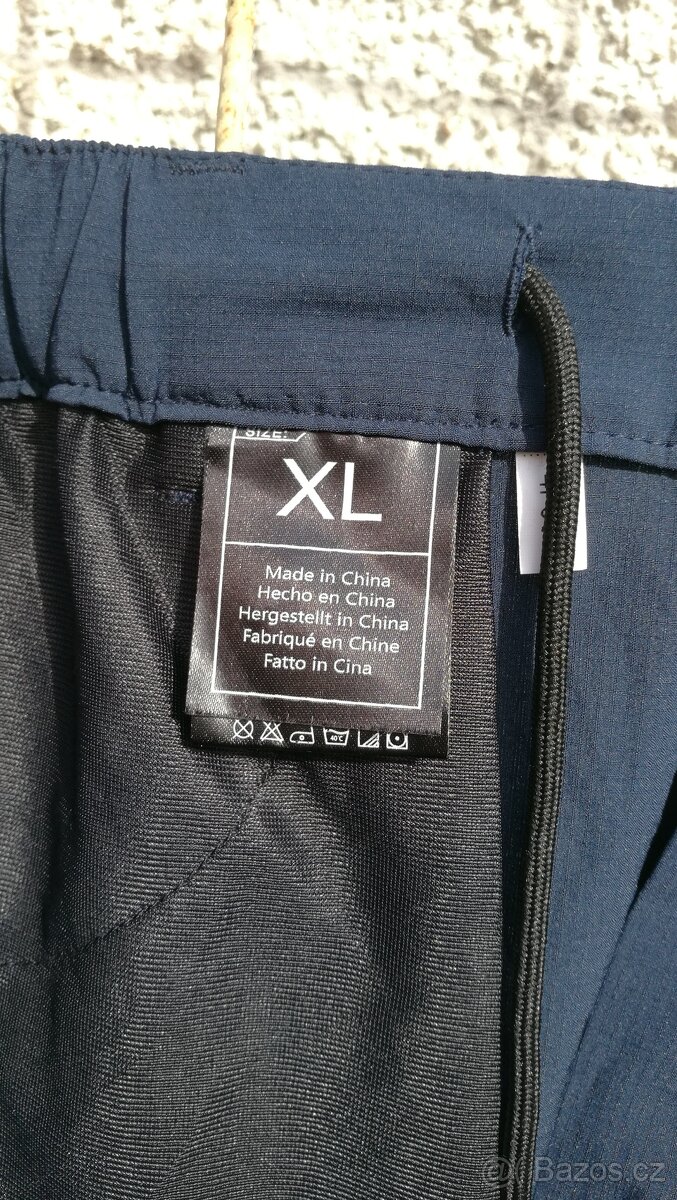 SIZE:
XL
Made in China
Hecho en China
Hergestellt in China
Fabriqué en Chine
Fatto in Cina
40°C
Bazos.cz